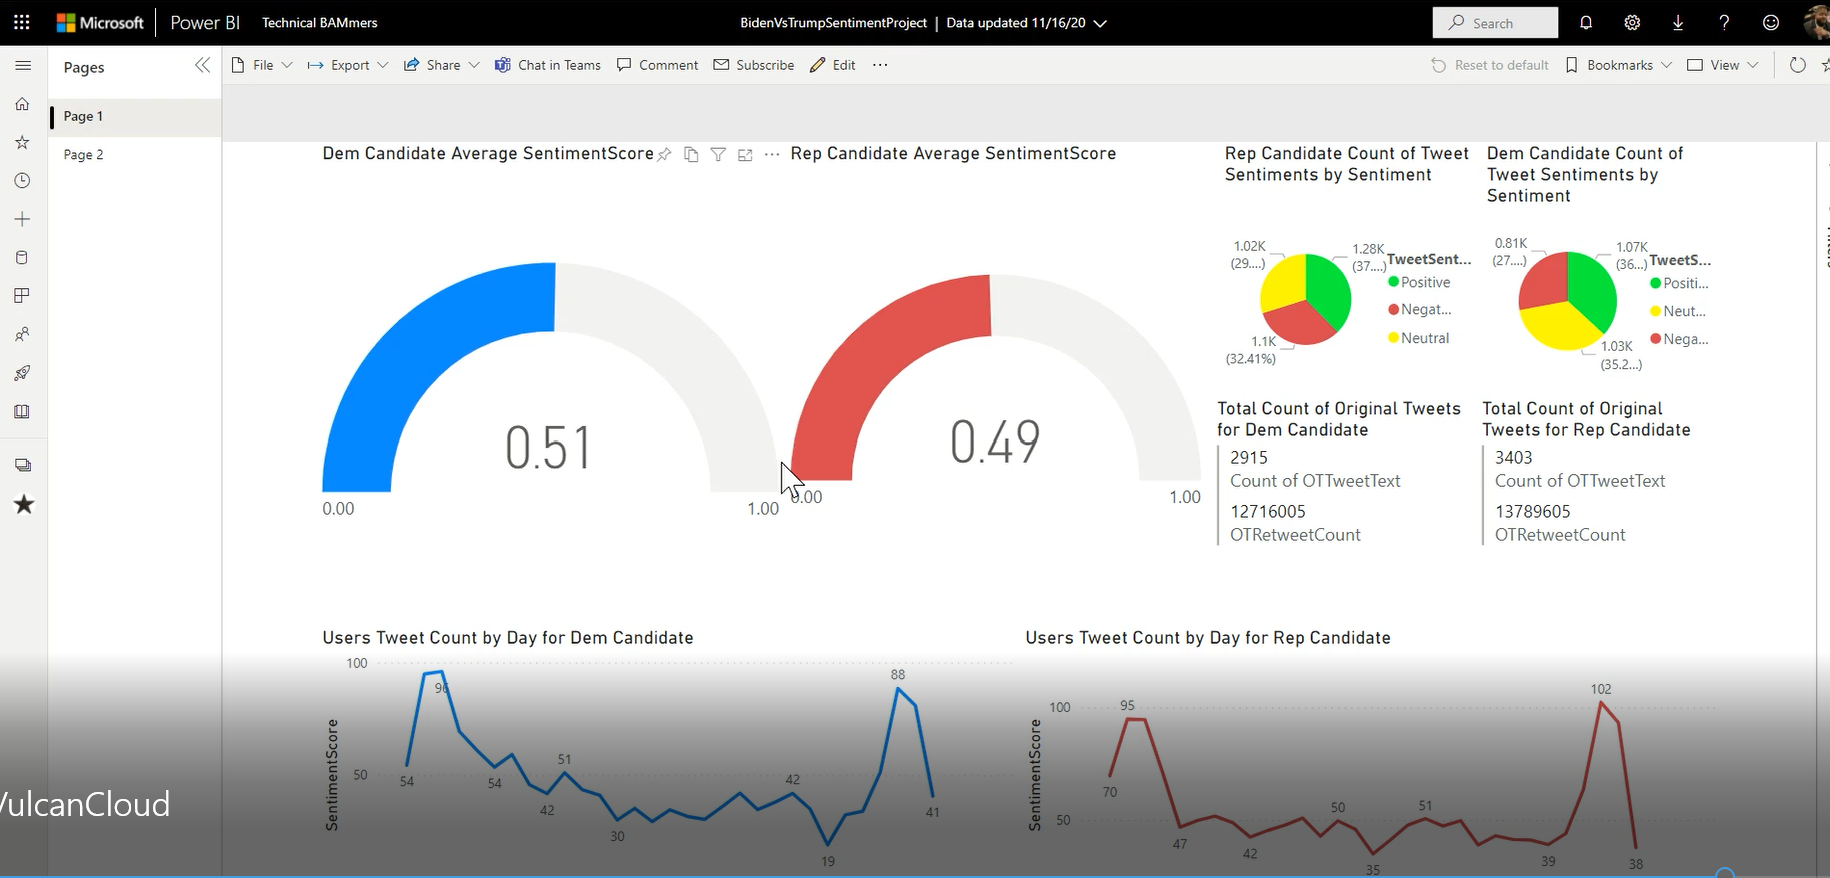 Microsoft
Power BI
Technical BAMmers
BidenVsTrumpSentimentProject | Data updated 11/16/20
Search
Pages
File
Export
Share
Chat in Teams
Comment
Subscribe
Edit
Reset to default
Bookmarks
View
Page 1
Page 2
Dem Candidate Average SentimentScore
0.51
0.00
1.00
Rep Candidate Average SentimentScore
0.49
0.00
1.00
Rep Candidate Count of Tweet
Sentiments by Sentiment
1.02K
(29....)
1.28K
(37....)
1.1K
(32.41%)
TweetSent...
Positive
Negat...
Neutral
Dem Candidate Count of
Tweet Sentiments by
Sentiment
0.81K
(27....)
1.07K
(36...)
1.03K
(35.2...)
TweetS...
Positi...
Neut...
Nega...
Total Count of Original Tweets
for Dem Candidate
2915
Count of OTTweetText
12716005
OTRetweetCount
Total Count of Original
Tweets for Rep Candidate
3403
Count of OTTweetText
13789605
OTRetweetCount
Users Tweet Count by Day for Dem Candidate
SentimentScore
100
50
54
96
54
42
51
30
42
19
88
41
Users Tweet Count by Day for Rep Candidate
SentimentScore
100
50
70
95
47
42
50
35
51
39
102
38
VulcanCloud